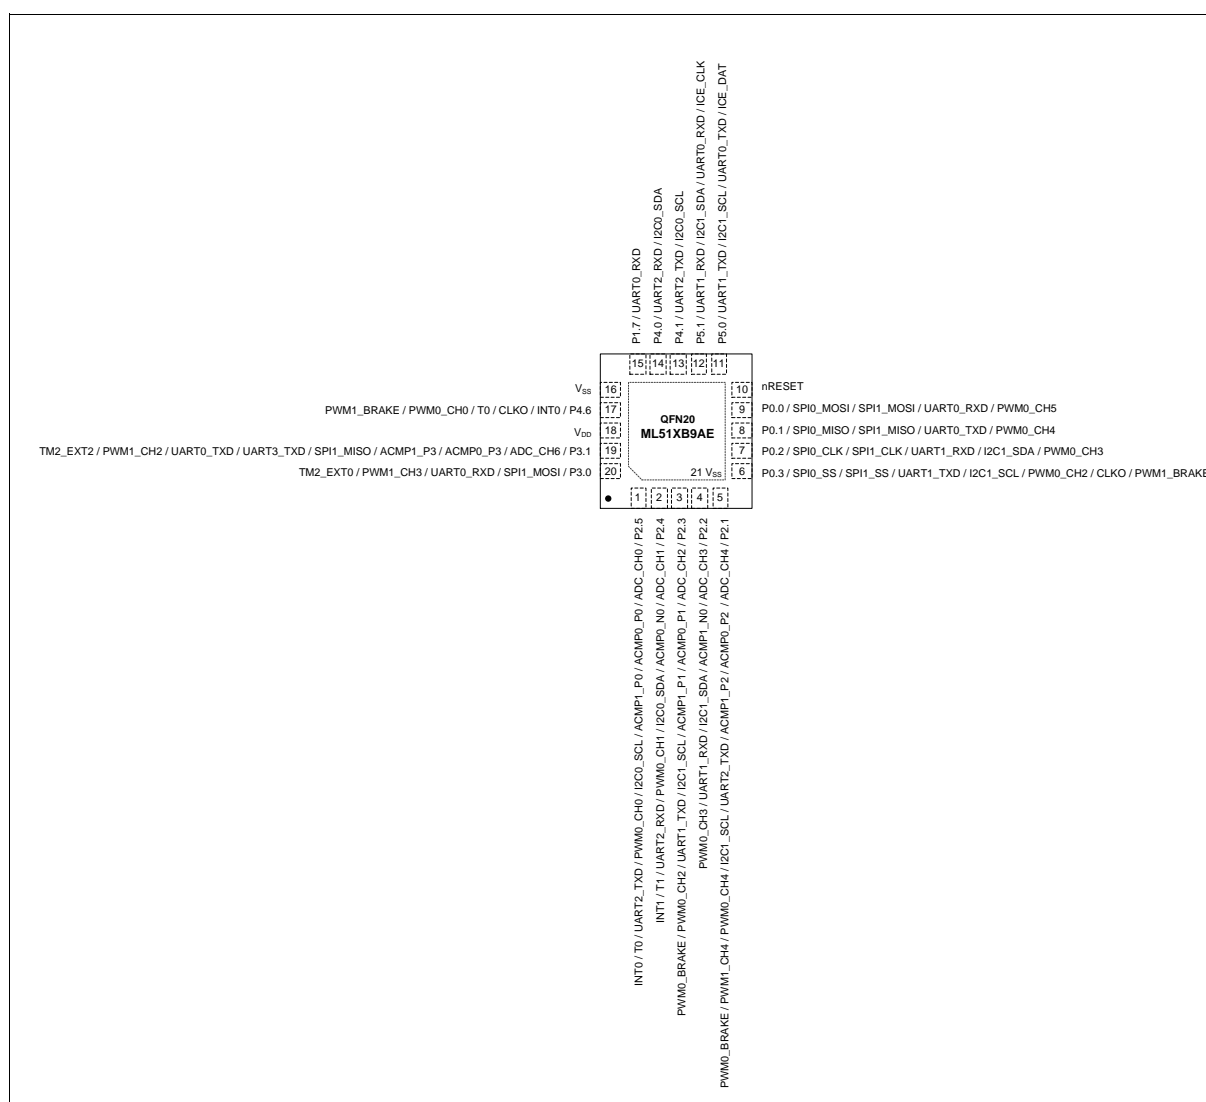 P1.7 / UART0_RXD
P4.0 / UART2_RXD / I2C0_SDA
P4.1 / UART2_TXD / I2C0_SCL
P5.1 / UART1_RXD / I2C1_SDA / UART0_RXD / ICE_CLK
P5.0 / UART1_TXD / I2C1_SCL / UART0_TXD / ICE_DAT
15 14 13 12 11
VSS 16
PWM1_BRAKE / PWM0_CH0 / T0 / CLKO / INT0 / P4.6 17
VDD 18
TM2_EXT2 / PWM1_CH2 / UART0_TXD / UART3_TXD / SPI1_MISO / ACMP1_P3 / ACMP0_P3 / ADC_CH6 / P3.1 19
TM2_EXT0 / PWM1_CH3 / UART0_RXD / SPI1_MOSI / P3.0 20
QFN20
ML51XB9AE
21 VSS
10 nRESET
9 P0.0 / SPI0_MOSI / SPI1_MOSI / UART0_RXD / PWM0_CH5
8 P0.1 / SPI0_MISO / SPI1_MISO / UART0_TXD / PWM0_CH4
7 P0.2 / SPI0_CLK / SPI1_CLK / UART1_RXD / I2C1_SDA / PWM0_CH3
6 P0.3 / SPI0_SS / SPI1_SS / UART1_TXD / I2C1_SCL / PWM0_CH2 / CLKO / PWM1_BRAKE
1 2 3 4 5
INT0 / T0 / UART2_TXD / PWM0_CH0 / I2C0_SCL / ACMP1_P0 / ACMP0_P0 / ADC_CH0 / P2.5
INT1 / T1 / UART2_RXD / PWM0_CH1 / I2C0_SDA / ACMP0_N0 / ADC_CH1 / P2.4
PWM0_BRAKE / PWM0_CH2 / UART1_TXD / I2C1_SCL / ACMP1_P1 / ACMP0_P1 / ADC_CH2 / P2.3
PWM0_CH3 / UART1_RXD / I2C1_SDA / ACMP1_N0 / ADC_CH3 / P2.2
PWM0_BRAKE / PWM1_CH4 / PWM0_CH4 / I2C1_SCL / UART2_TXD / ACMP1_P2 / ACMP0_P2 / ADC_CH4 / P2.1